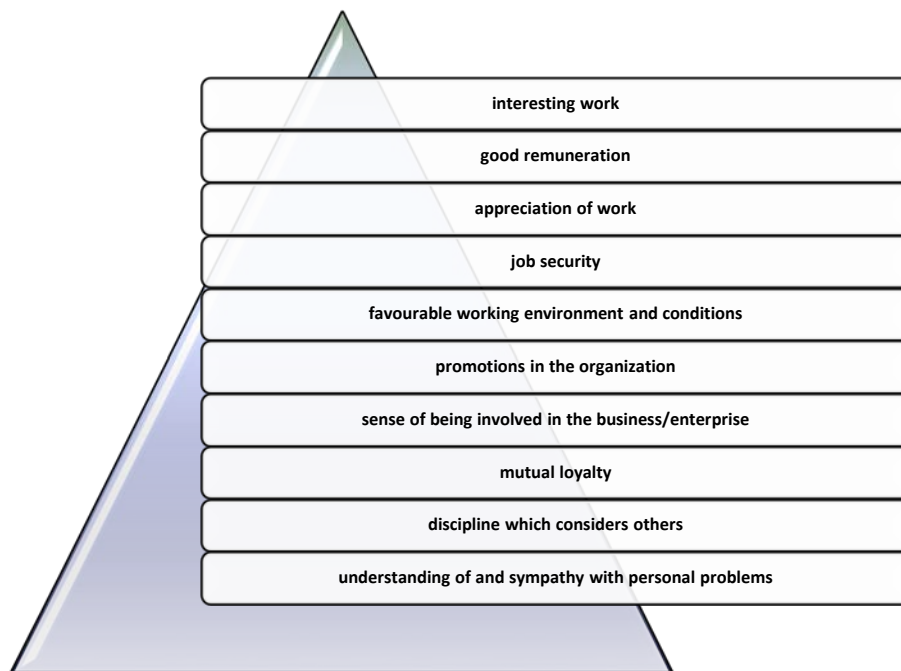 interesting work
good remuneration
appreciation of work
job security
favourable working environment and conditions
promotions in the organization
sense of being involved in the business/enterprise
mutual loyalty
discipline which considers others
understanding of and sympathy with personal problems